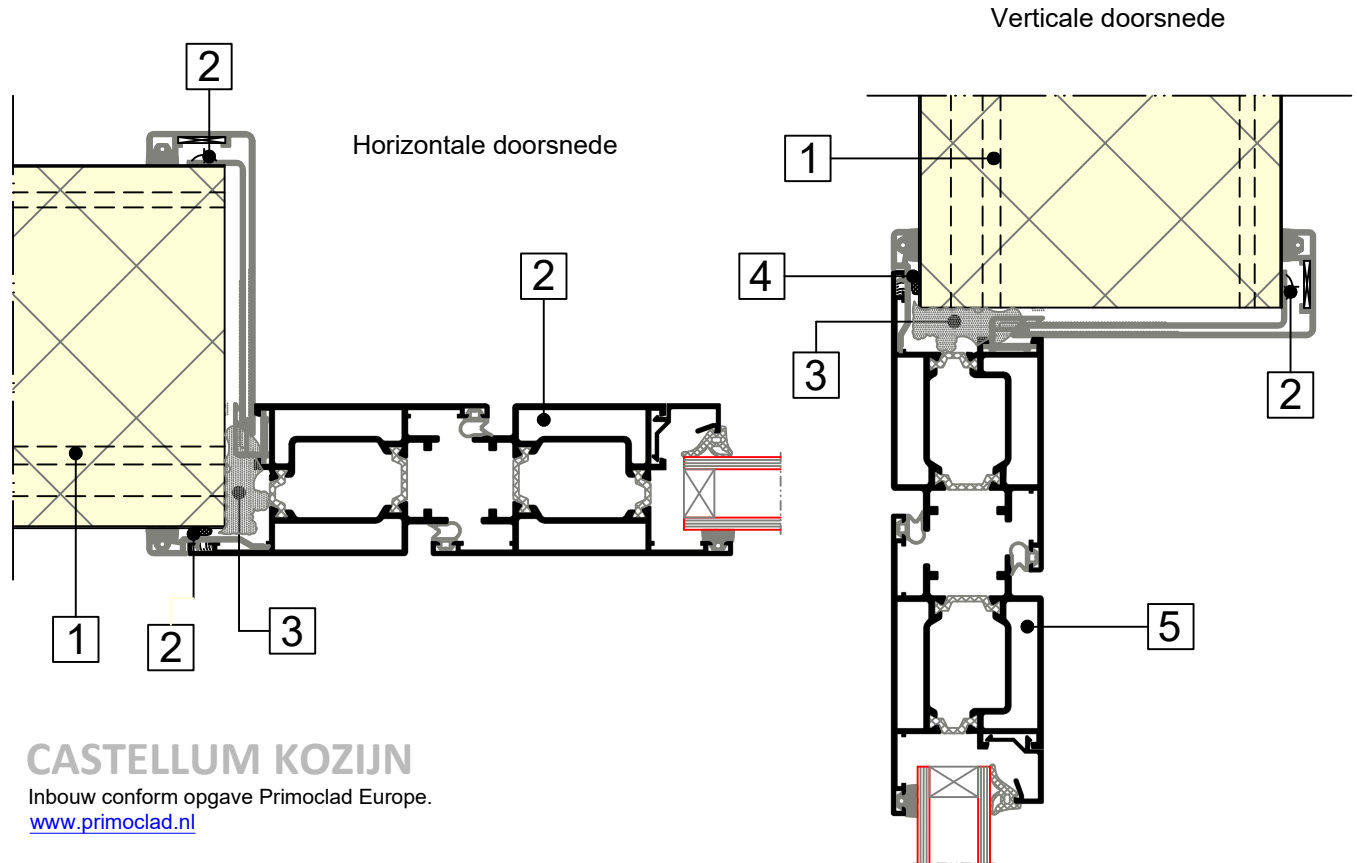 Verticale doorsnede
2
Horizontale doorsnede
1
2
4
3
2
1
2
3
5
CASTELLUM KOZIJN
Inbouw conform opgave Primoclad Europe.
www.primoclad.nl